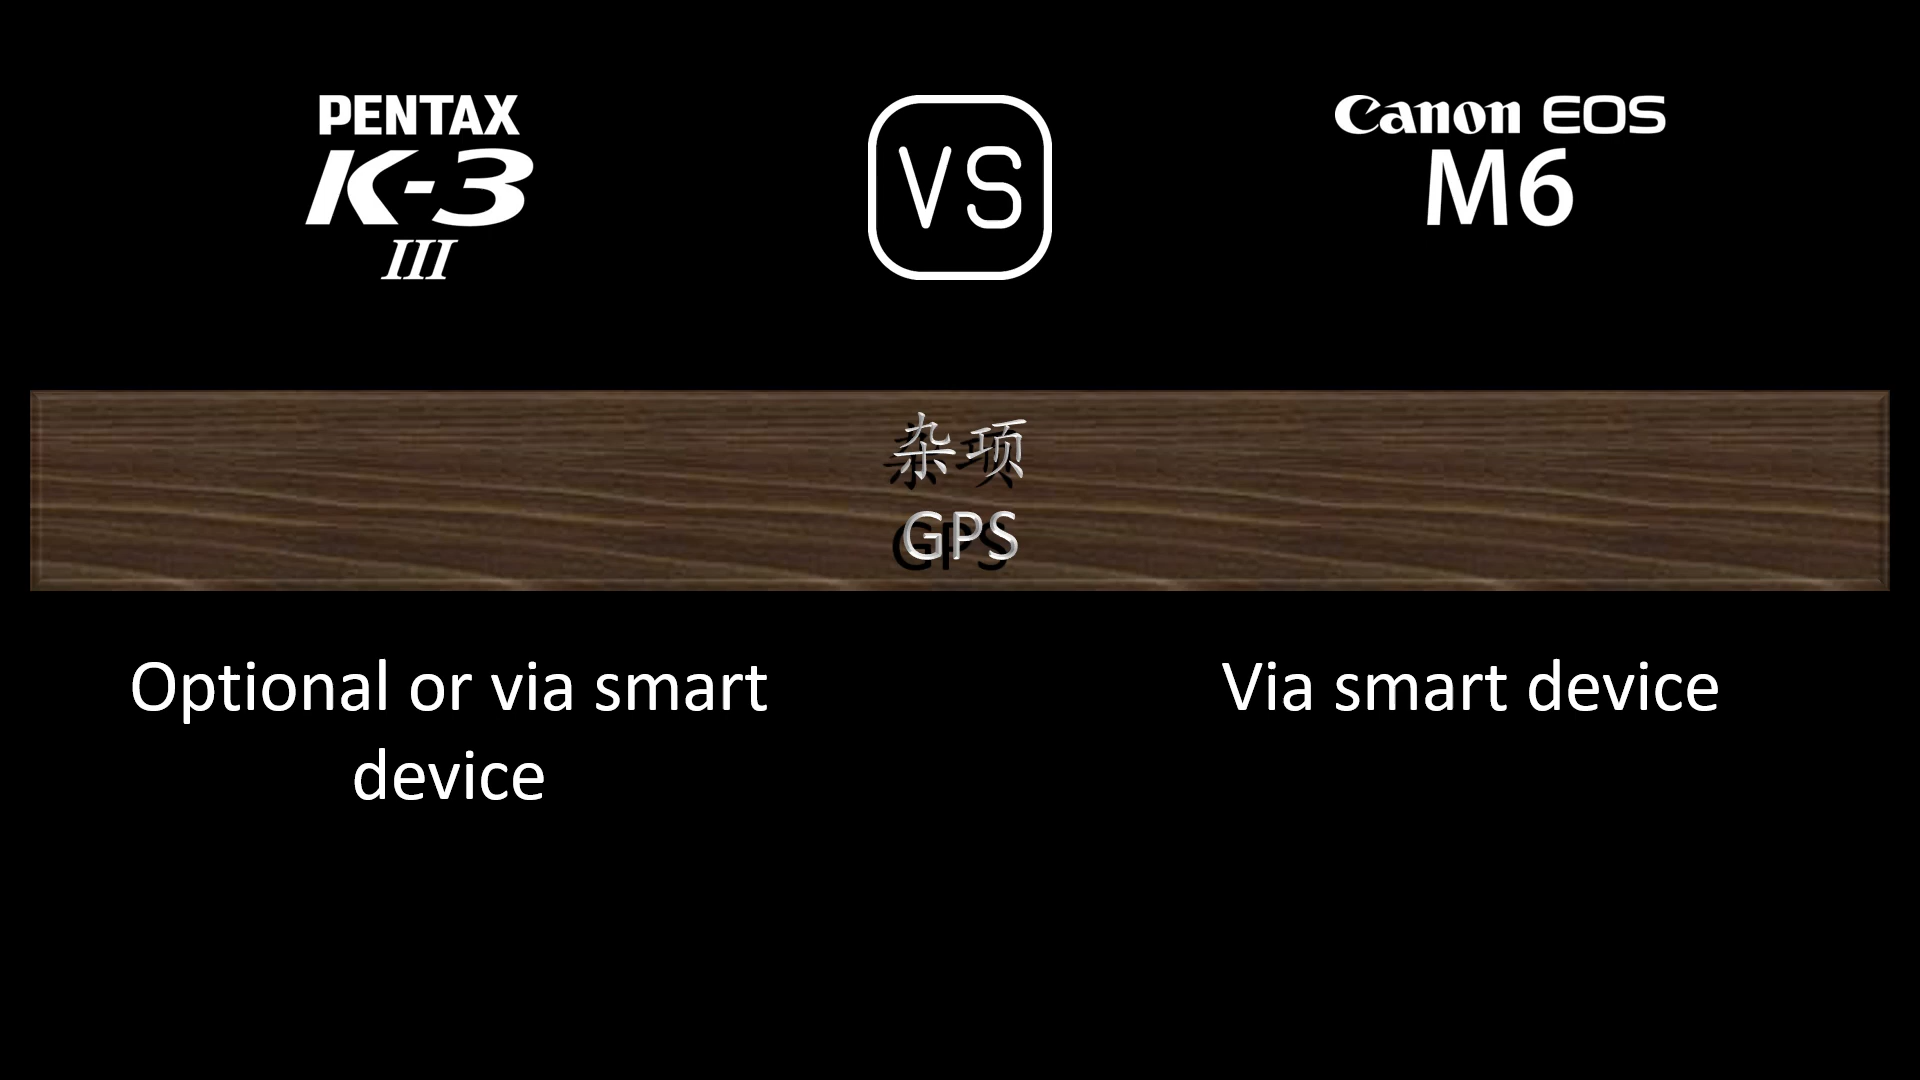 PENTAX
K-3
III
VS
Canon EOS
M6
杂项
GPS
Optional or via smart
device
Via smart device